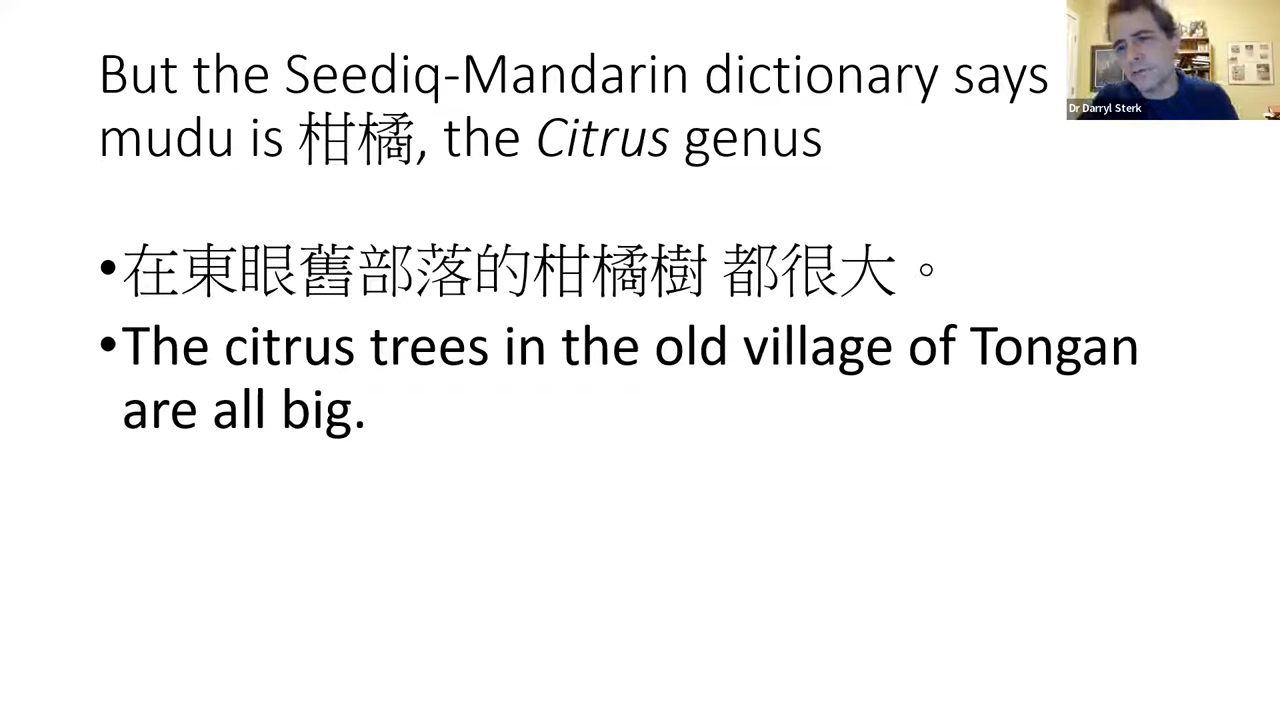 But the Seediq-Mandarin dictionary says
mudu is 柑橘, the Citrus genus
Dr Darryl Sterk
•在東眼舊部落的柑橘樹 都很大。
•The citrus trees in the old village of Tongan
are all big.